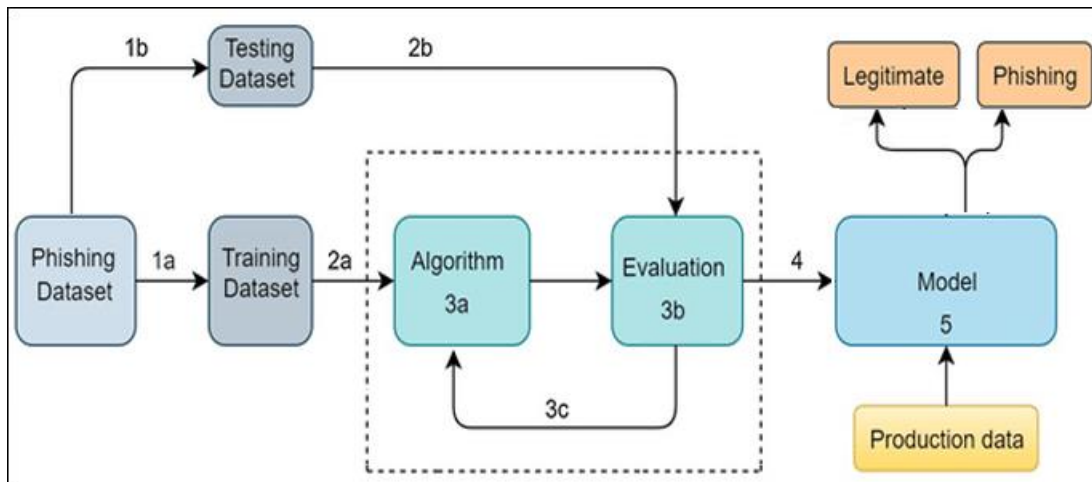 1b
Testing
Dataset
2b
Legitimate
Phishing
Phishing
Dataset
1a
Training
Dataset
2a
Algorithm
3a
Evaluation
3b
4
Model
5
3c
Production data